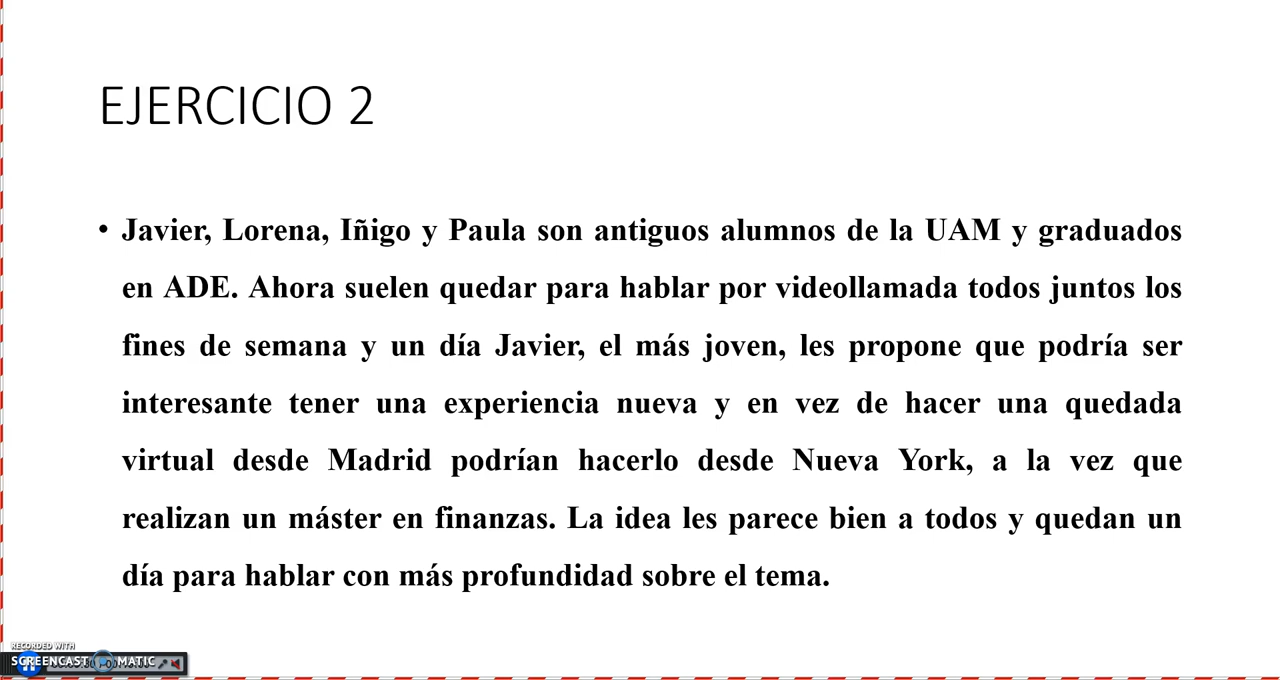 EJERCICIO 2
• Javier, Lorena, Iñigo y Paula son antiguos alumnos de la UAM y graduados
en ADE. Ahora suelen quedar para hablar por videollamada todos juntos los
fines de semana y un día Javier, el más joven, les propone que podría ser
interesante tener una experiencia nueva y en vez de hacer una quedada
virtual desde Madrid podrían hacerlo desde Nueva York, a la vez que
realizan un máster en finanzas. La idea les parece bien a todos y quedan un
día para hablar con más profundidad sobre el tema.
RECORDED WITH
SCREENCAST MATIC